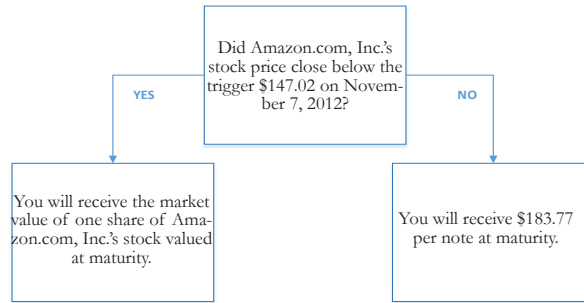 Did Amazon.com, Inc.'s
stock price close below the
trigger $147.02 on Novem-
ber 7, 2012?
YES
NO
You will receive the market
value of one share of Ama-
zon.com, Inc.'s stock valued
at maturity.
You will receive $183.77
per note at maturity.